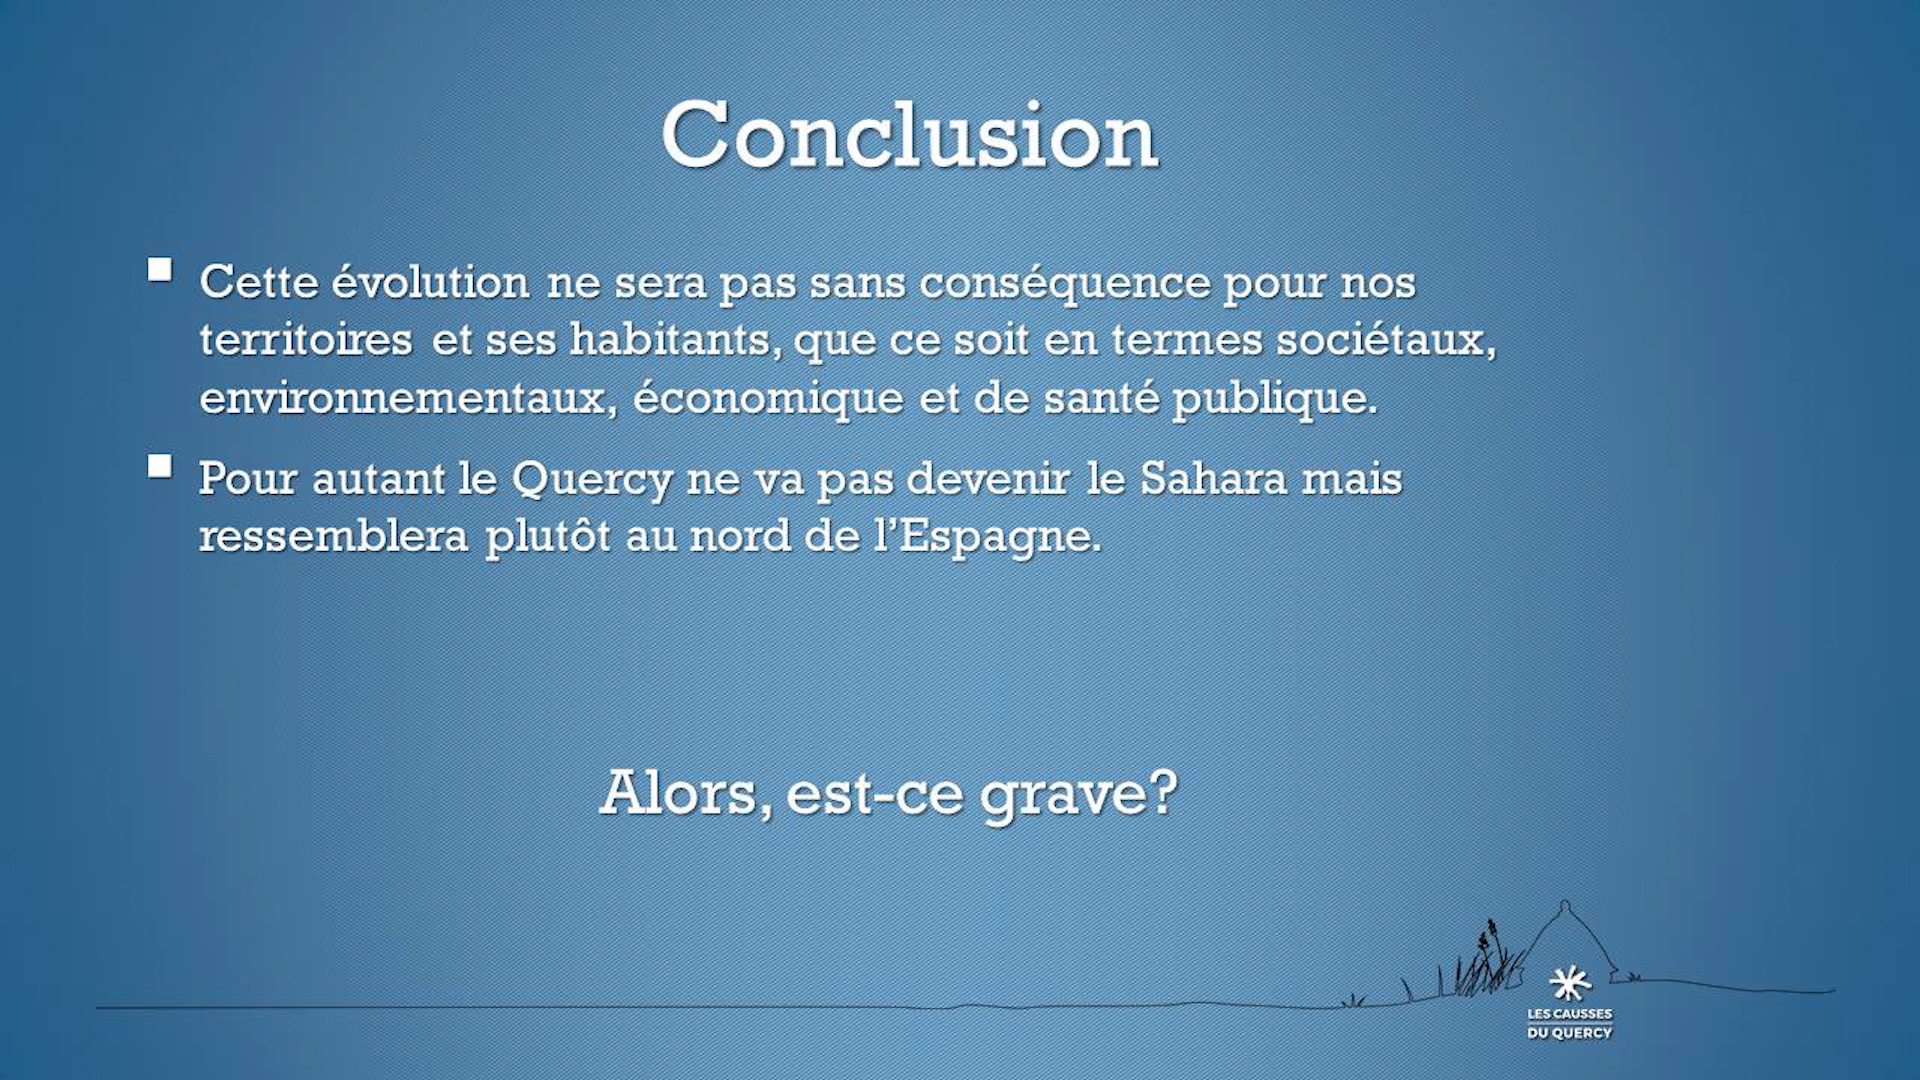 Conclusion
▪ Cette évolution ne sera pas sans conséquence pour nos
territoires et ses habitants, que ce soit en termes sociétaux,
environnementaux, économique et de santé publique.
▪ Pour autant le Quercy ne va pas devenir le Sahara mais
ressemblera plutôt au nord de l’Espagne.
Alors, est-ce grave?
LES CAUSSES
DU QUERCY